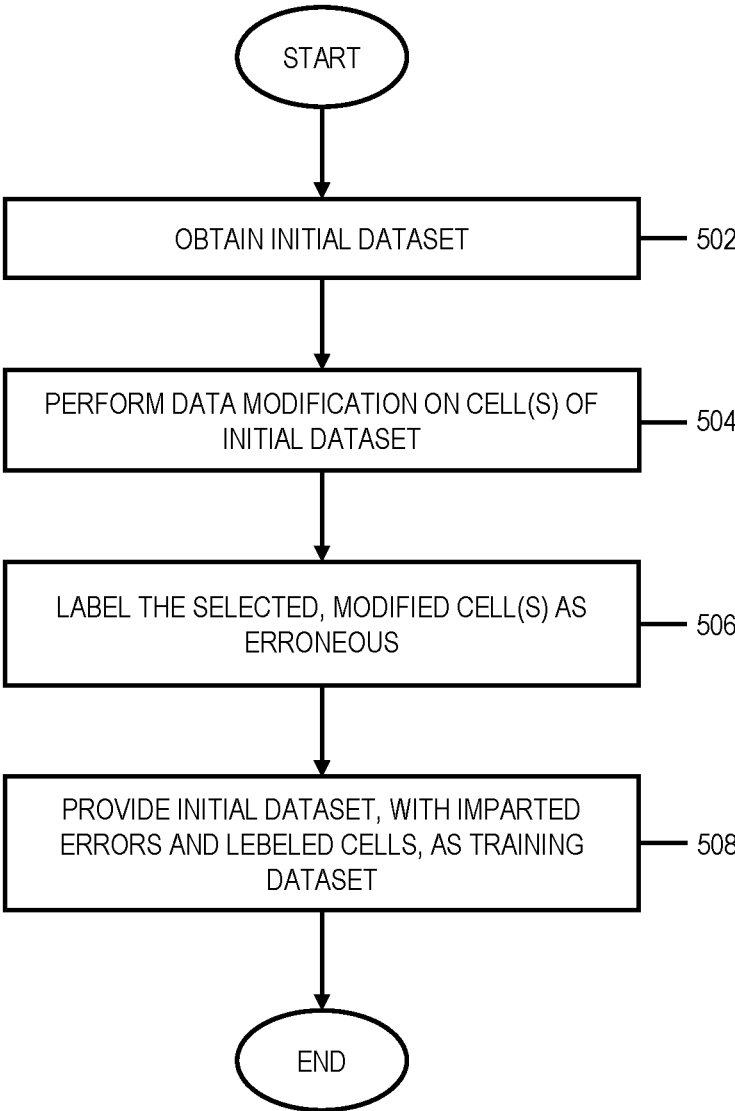 START
OBTAIN INITIAL DATASET
502
PERFORM DATA MODIFICATION ON CELL(S) OF
INITIAL DATASET
504
LABEL THE SELECTED, MODIFIED CELL(S) AS
ERRONEOUS
506
PROVIDE INITIAL DATASET, WITH IMPARTED
ERRORS AND LEBELED CELLS, AS TRAINING
DATASET
508
END